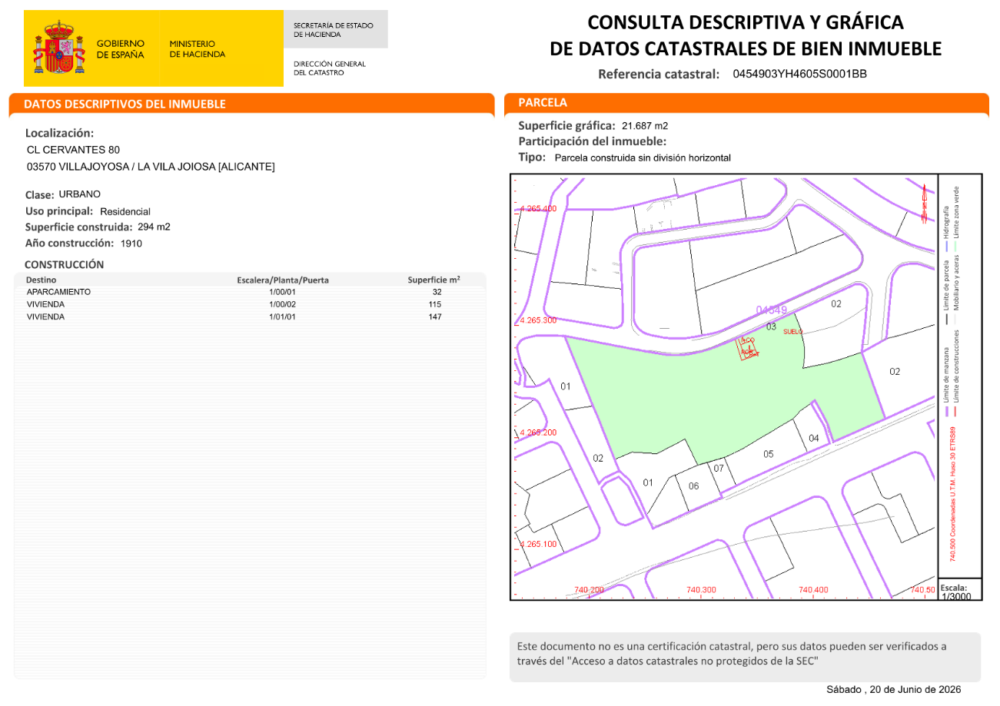 GOBIERNO
DE ESPAÑA
MINISTERIO
DE HACIENDA
SECRETARÍA DE ESTADO
DE HACIENDA
DIRECCIÓN GENERAL
DEL CATASTRO
CONSULTA DESCRIPTIVA Y GRÁFICA
DE DATOS CATASTRALES DE BIEN INMUEBLE
Referencia catastral: 0454903YH4605S0001BB
DATOS DESCRIPTIVOS DEL INMUEBLE
Localización:
CL CERVANTES 80
03570 VILLAJOYOSA / LA VILA JOIOSA [ALICANTE]
Clase: URBANO
Uso principal: Residencial
Superficie construida: 294 m2
Año construcción: 1910
CONSTRUCCIÓN
Destino Escalera/Planta/Puerta Superficie m²
APARCAMIENTO 1/00/01 32
VIVIENDA 1/00/02 115
VIVIENDA 1/01/01 147
PARCELA
Superficie gráfica: 21.687 m2
Participación del inmueble:
Tipo: Parcela construida sin división horizontal
4.265.400
04549
02
4.265.300
03
SUELO
02
01
4.265.200
04
02
05
07
01
06
4.265.100
740.200
740.300
740.400
740.50
Límite de manzana
Límite de parcela
Hidrografía
Límite de construcciones
Mobiliario y aceras
Límite zona verde
740.500 Coordenadas U.T.M. Huso 30 ETRS89
Escala:
1/3000
Este documento no es una certificación catastral, pero sus datos pueden ser verificados a
través del "Acceso a datos catastrales no protegidos de la SEC"
Sábado , 20 de Junio de 2026